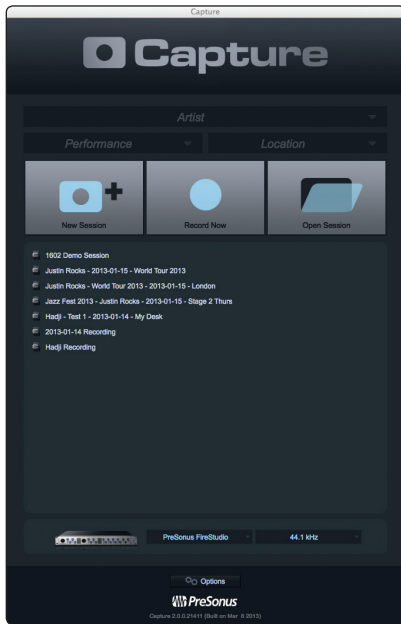 Capture
Capture
Artist
Performance Location
New Session Record Now Open Session
1602 Demo Session
Justin Rocks - 2013-01-15 - World Tour 2013
Justin Rocks - World Tour 2013 - 2013-01-15 - London
Jazz Fest 2013 - Justin Rocks - 2013-01-15 - Stage 2 Thurs
Hadji - Test 1 - 2013-01-14 - My Desk
2013-01-14 Recording
Hadji Recording
PreSonus FireStudio 44.1 kHz
Options
PreSonus
Capture 2.0.0.21411 (Built on Mar 8 2013)